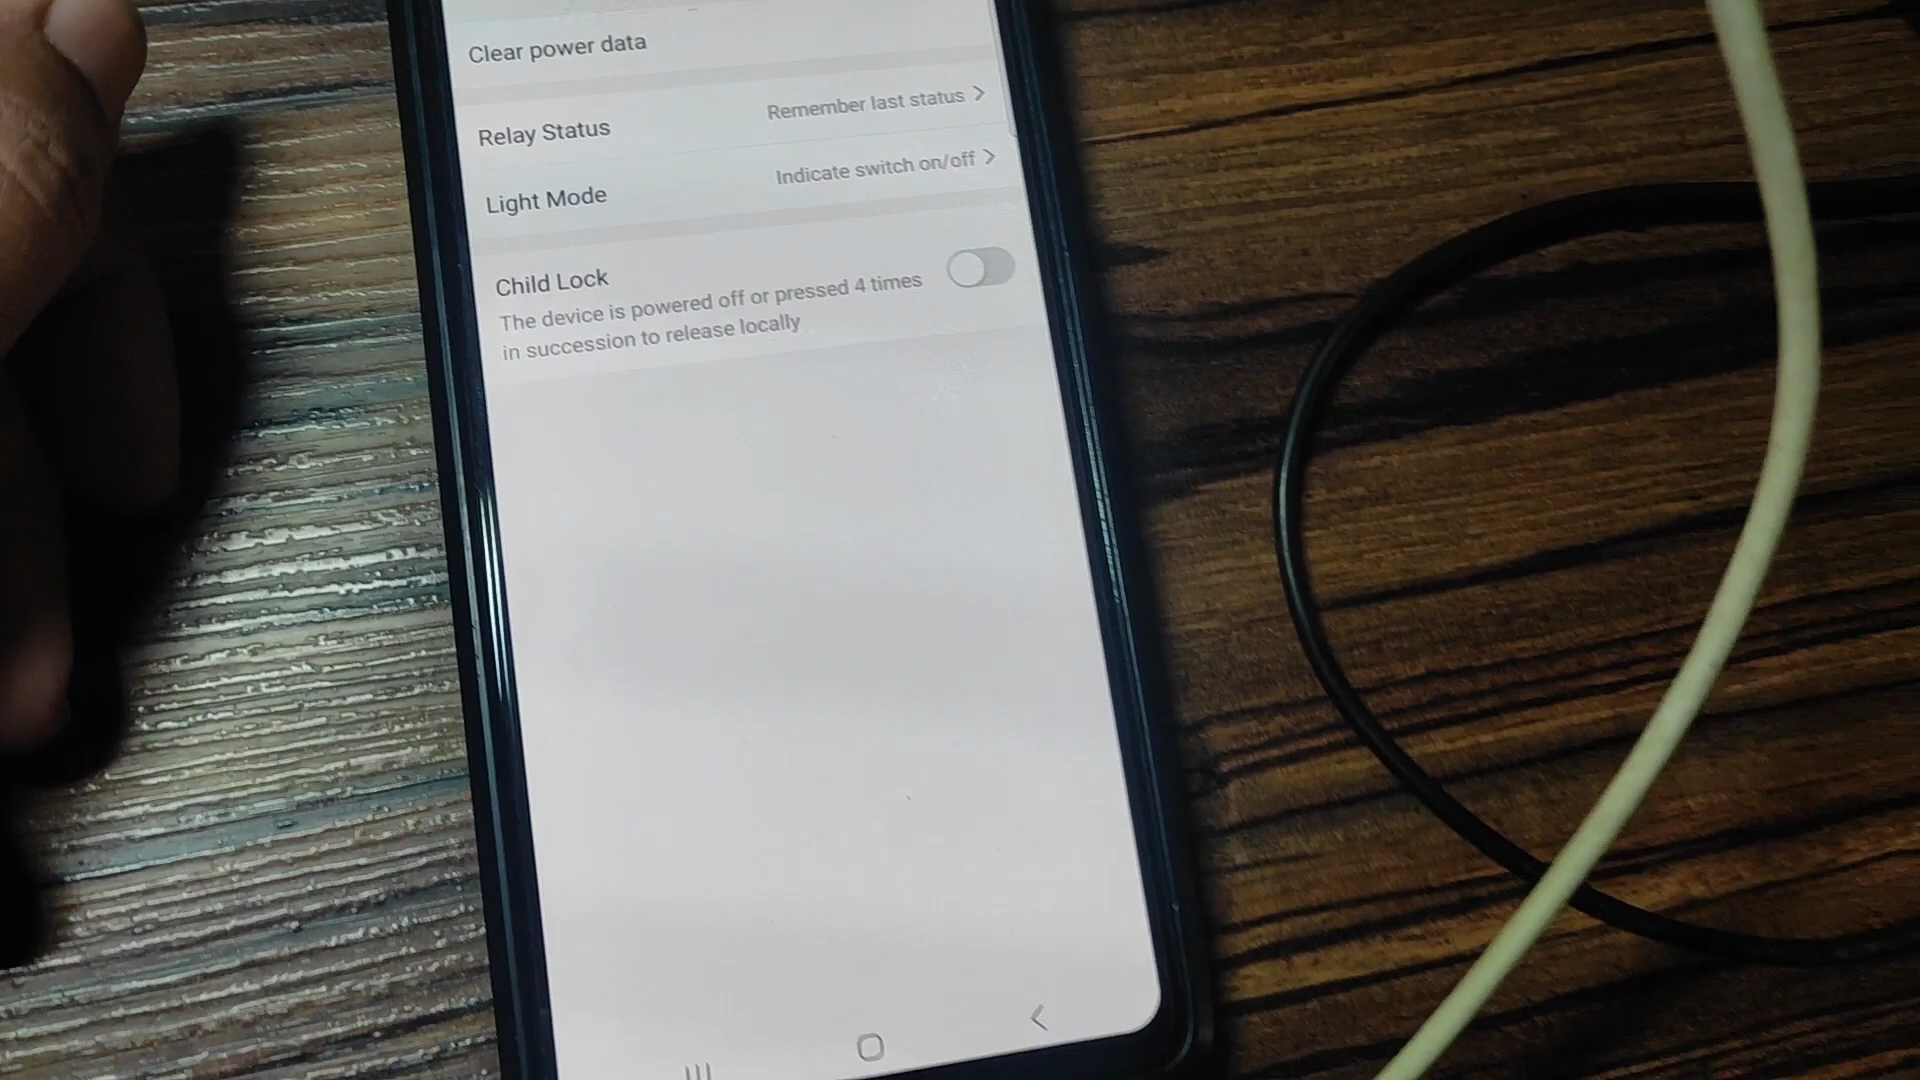 Clear power data
Relay Status
Remember last status
Light Mode
Indicate switch on/off
Child Lock
The device is powered off or pressed 4 times
in succession to release locally